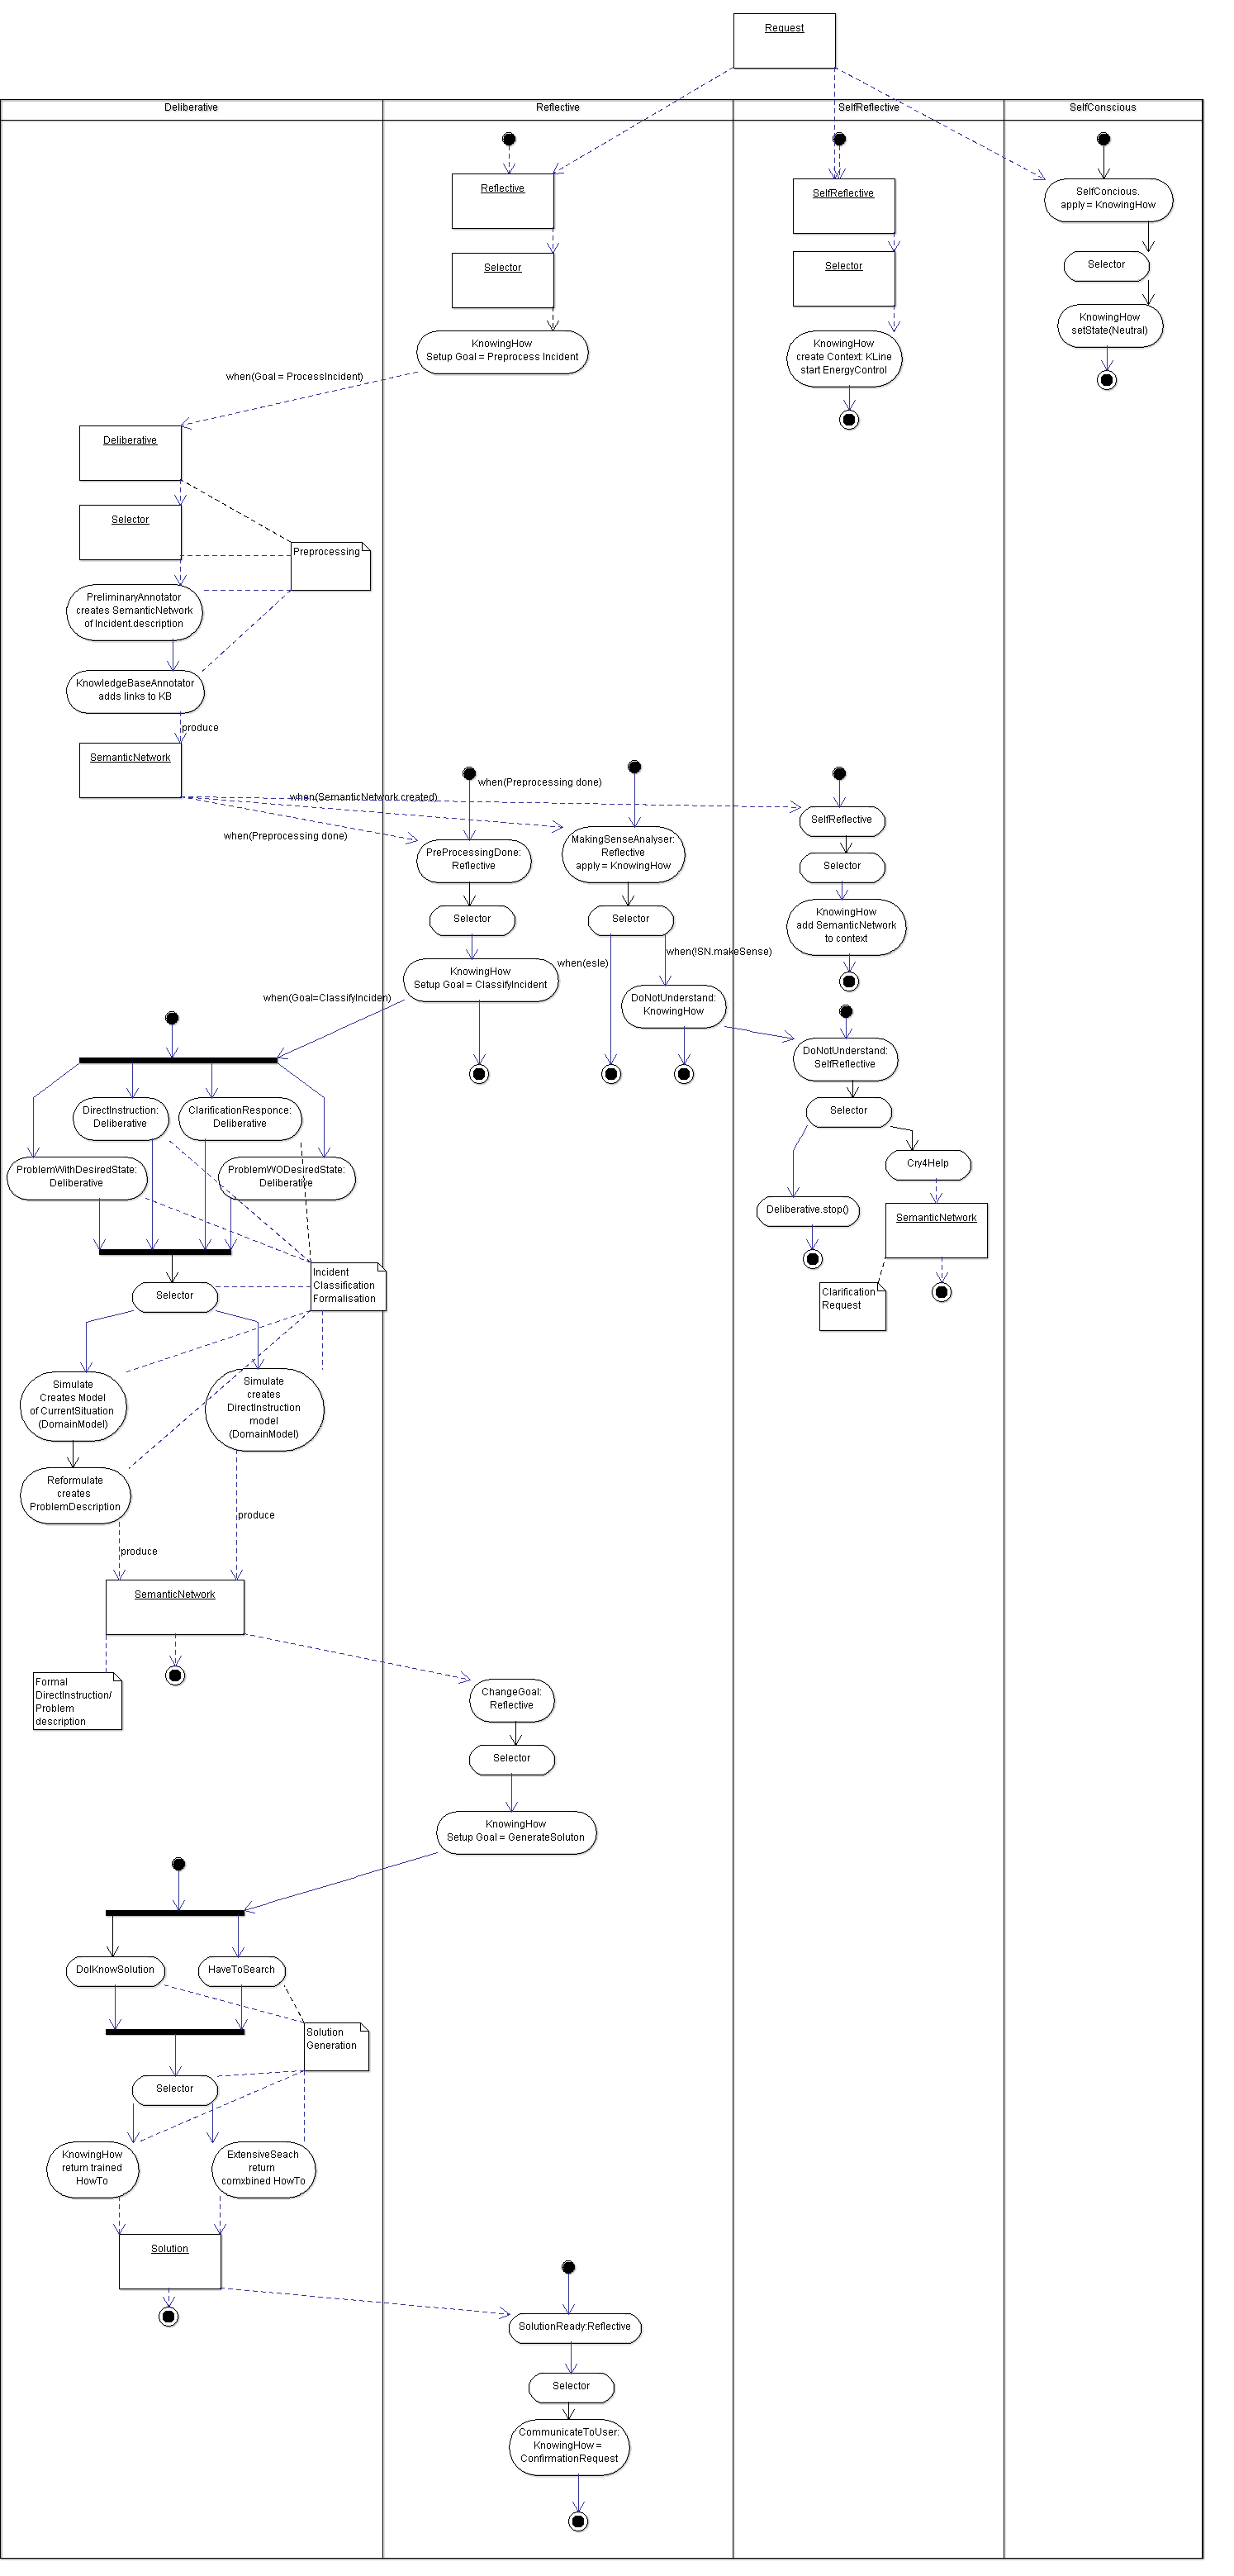 Request
Deliberative
Reflective
SelfReflective
SelfConscious
Reflective
Selector
KnowingHow
Setup Goal = Preprocess Incident
SelfReflective
Selector
KnowingHow
create Context: KLine
start EnergyControl
SelfConcious.
apply = KnowingHow
Selector
KnowingHow
setState(Neutral)
when(Goal = ProcessIncident)
Deliberative
Selector
Preprocessing
PreliminaryAnnotator
creates SemanticNetwork
of Incident.description
KnowledgeBaseAnnotator
adds links to KB
produce
SemanticNetwork
when(Preprocessing done)
when(SemanticNetwork created)
when(Preprocessing done)
PreProcessingDone:
Reflective
Selector
KnowingHow
Setup Goal = ClassifyIncident
MakingSenseAnalyser:
Reflective
apply = KnowingHow
Selector
when(esle)
when(!SN.makeSense)
DoNotUnderstand:
KnowingHow
SelfReflective
Selector
KnowingHow
add SemanticNetwork
to context
DoNotUnderstand:
SelfReflective
Selector
Cry4Help
Deliberative.stop()
SemanticNetwork
Clarification
Request
when(Goal=ClassifyInciden)
DirectInstruction:
Deliberative
ClarificationResponce:
Deliberative
ProblemWithDesiredState:
Deliberative
ProblemWODesiredState:
Deliberative
Incident
Classification
Formalisation
Selector
Simulate
Creates Model
of CurrentSituation
(DomainModel)
Simulate
creates
DirectInstruction
model
(DomainModel)
Reformulate
creates
ProblemDescription
produce
produce
SemanticNetwork
Formal
DirectInstruction/
Problem
description
ChangeGoal:
Reflective
Selector
KnowingHow
Setup Goal = GenerateSoluton
DoIKnowSolution
HaveToSearch
Solution
Generation
Selector
KnowingHow
return trained
HowTo
ExtensiveSeach
return
comxbined HowTo
Solution
SolutionReady:Reflective
Selector
CommunicateToUser:
KnowingHow =
ConfirmationRequest